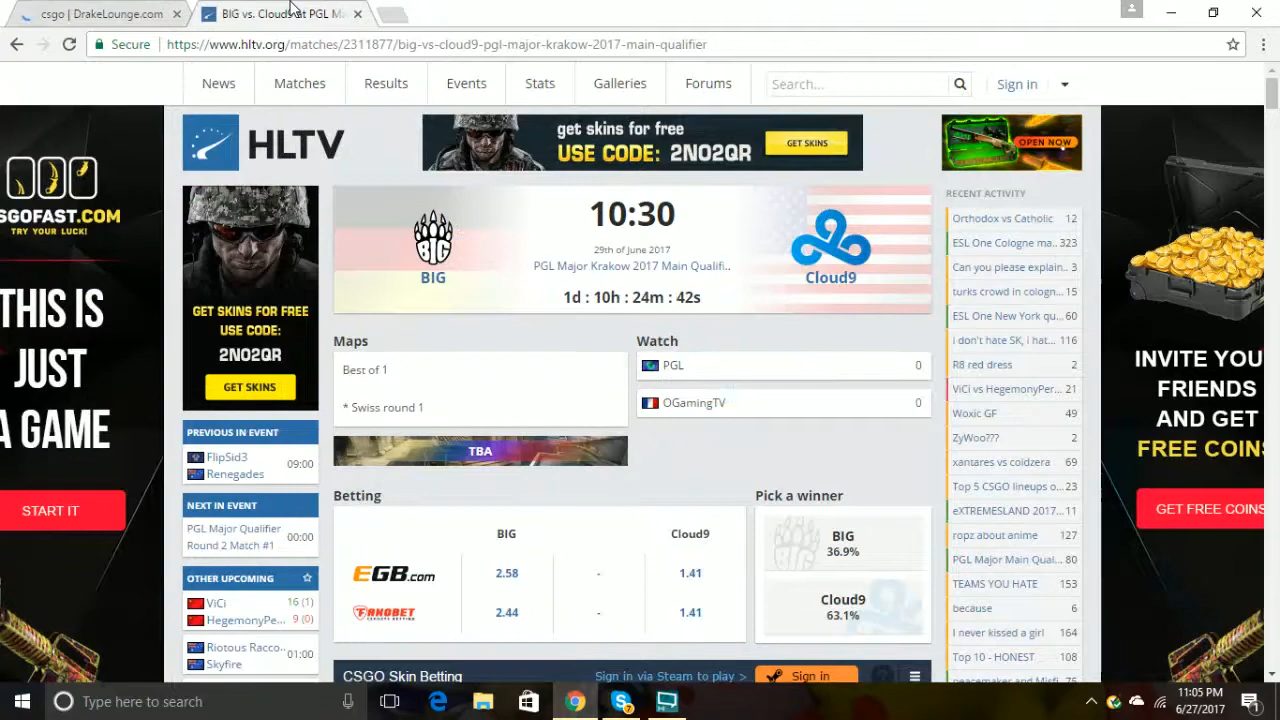 csgo | DrakeLounge.com
BIG vs. Cloud9 at PGL Ma
Secure
https://www.hltv.org/matches/2311877/big-vs-cloud9-pgl-major-krakow-2017-main-qualifier
News
Matches
Results
Events
Stats
Galleries
Forums
Search...
Sign in
SGOFAST.COM
TRY YOUR LUCK!
THIS IS
JUST
A GAME
START IT
HLTV
get skins for free
USE CODE: 2NO2QR
GET SKINS
OPEN NOW
GET SKINS FOR FREE
USE CODE:
2NO2QR
GET SKINS
BIG
10:30
29th of June 2017
PGL Major Krakow 2017 Main Qualifi..
1d : 10h : 24m : 42s
Cloud9
Maps
Best of 1
* Swiss round 1
TBA
Watch
PGL 0
OGamingTV 0
PREVIOUS IN EVENT
FlipSid3
Renegades
09:00
NEXT IN EVENT
PGL Major Qualifier
Round 2 Match #1
00:00
OTHER UPCOMING
ViCi 16 (1)
HegemonyPe... 9 (0)
Riotous Racco..
Skyfire
01:00
Betting
BIG Cloud9
EGB.com 2.58 - 1.41
FANOBET 2.44 - 1.41
ESPORTS BETTING
Pick a winner
BIG
36.9%
Cloud9
63.1%
CSGO Skin Betting
Sign in via Steam to play >
Sign in
RECENT ACTIVITY
Orthodox vs Catholic 12
ESL One Cologne ma... 323
Can you please explain.. 3
turks crowd in cologn... 15
ESL One New York qu... 60
i don't hate SK, i hat... 116
R8 red dress 2
ViCi vs HegemonyPer... 21
Woxic GF 49
ZyWoo??? 2
xantares vs coldzera 69
Top 5 CSGO lineups o... 23
eXTREMESLAND 2017... 11
ropz about anime 127
PGL Major Main Qual... 80
TEAMS YOU HATE 153
because 6
I never kissed a girl 164
Top 10 - HONEST 108
peacemaker and Misfi.. 75
INVITE YOU
FRIENDS
AND GET
FREE COINS
GET FREE COINS
Type here to search
11:05 PM
6/27/2017